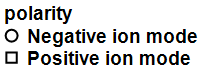 polarity
Negative ion mode
Positive ion mode